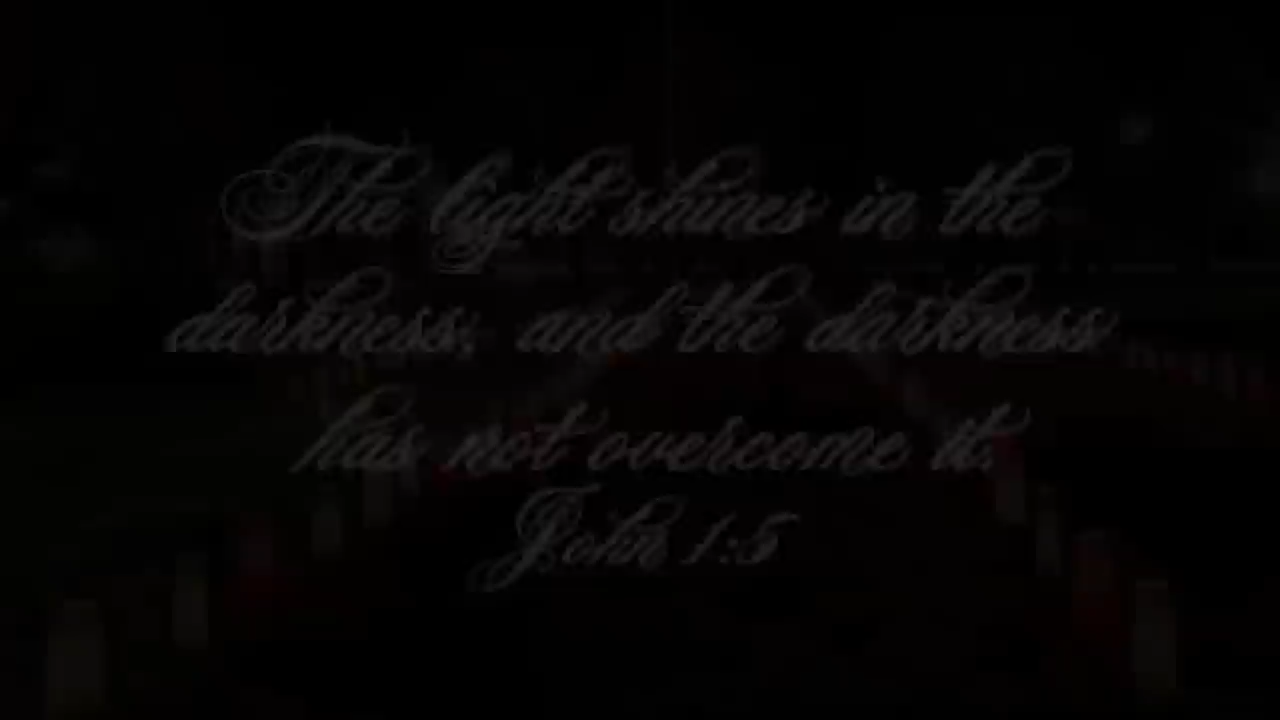 The light shines in the
darkness, and the darkness
has not overcome it.
John 1:5